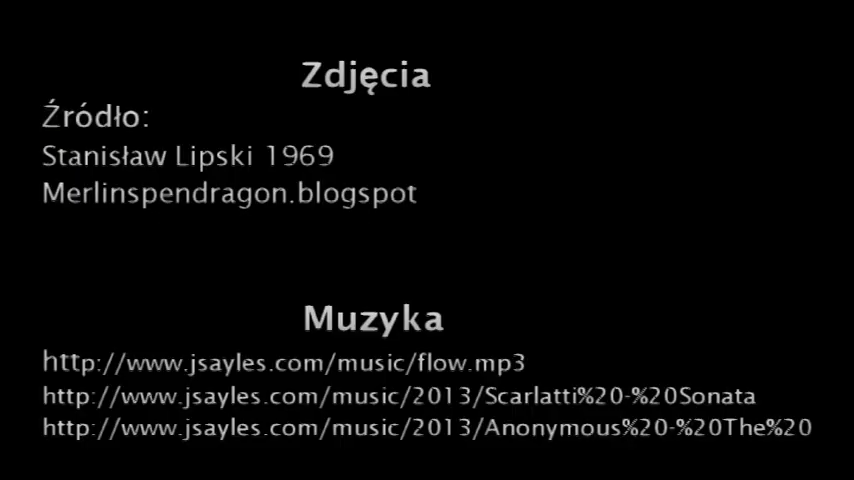 Zdjęcia
Źródło:
Stanisław Lipski 1969
Merlinspendragon.blogspot
Muzyka
http://www.jsayles.com/music/flow.mp3
http://www.jsayles.com/music/2013/Scarlatti%20-%20Sonata
http://www.jsayles.com/music/2013/Anonymous%20-%20The%20